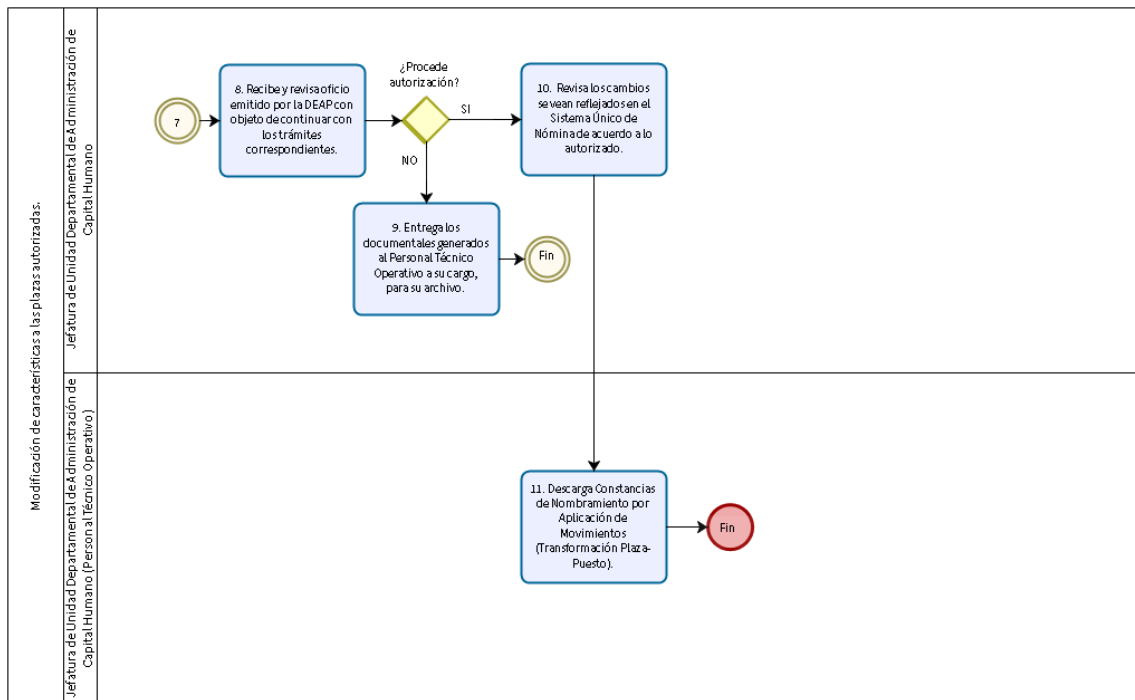 Modificación de características a las plazas autorizadas.
Jefatura de Unidad Departamental de Administración de
Capital Humano
7
8. Recibe y revisa oficio
emitido por la DEAP con
objeto de continuar con
los trámites
correspondientes.
¿Procede
autorización?
SI
NO
10. Revisa los cambios
se vean reflejados en el
Sistema Único de
Nómina de acuerdo a lo
autorizado.
9. Entrega los
documentales generados
al Personal Técnico
Operativo a su cargo,
para su archivo.
Fin
Jefatura de Unidad Departamental de Administración de
Capital Humano (Personal Técnico Operativo)
11. Descarga Constancias
de Nombramiento por
Aplicación de
Movimientos
(Transformación Plaza-
Puesto).
Fin